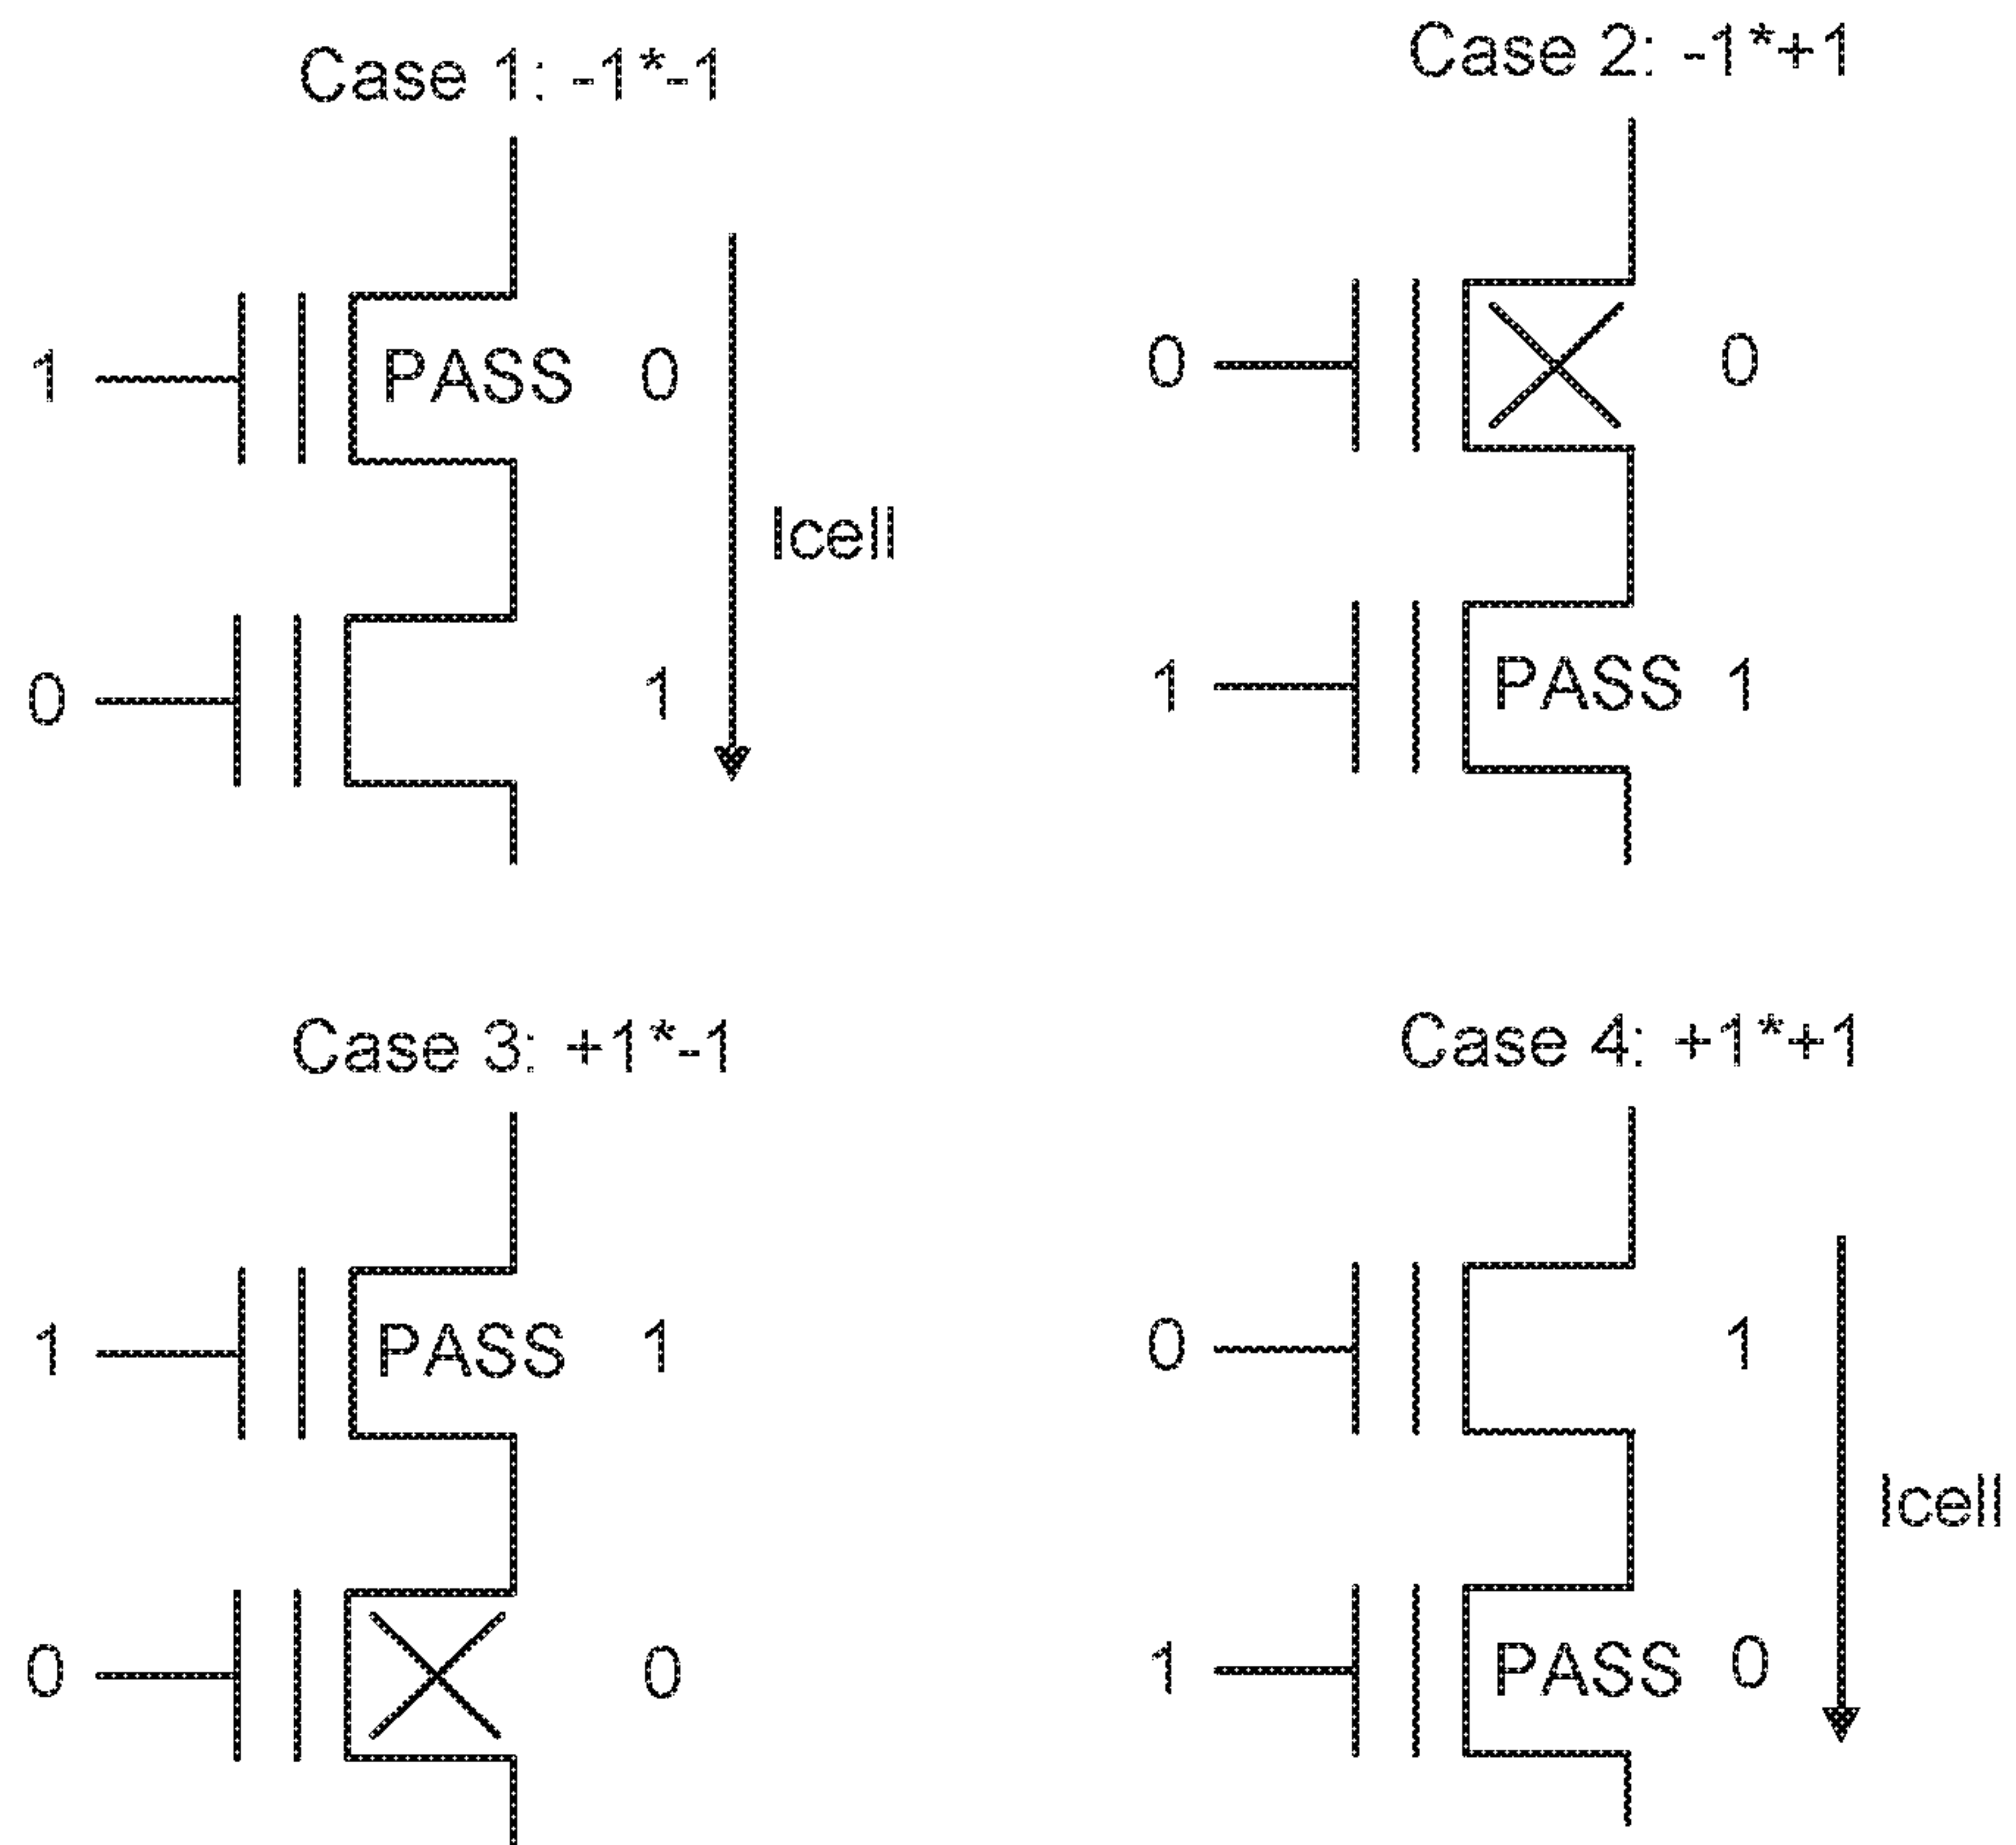 Case 1: -1*-1
1 PASS 0
Icell
0 1
Case 2: -1*+1
0 0
1 PASS 1
Case 3: +1*-1
1 PASS 1
0 0
Case 4: +1*+1
0 1
Icell
1 PASS 0